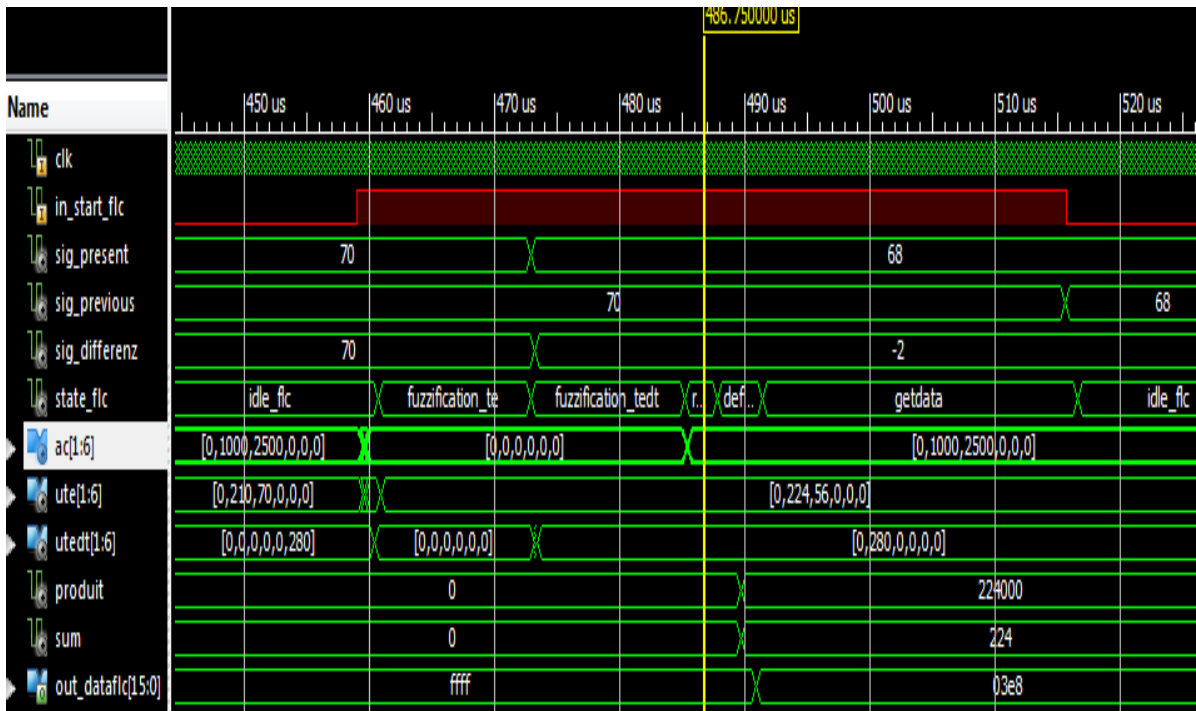 486.750000 us
Name
450 us 460 us 470 us 480 us 490 us 500 us 510 us 520 us
clk
in_start_flc
sig_present 70 68
sig_previous 70 68
sig_differenz 70 -2
state_flc idle_flc fuzzification_te fuzzification_tedt r... def... getdata idle_flc
ac[1:6] [0,1000,2500,0,0,0] [0,0,0,0,0,0] [0,1000,2500,0,0,0]
ute[1:6] [0,210,70,0,0,0] [0,224,56,0,0,0]
utedt[1:6] [0,0,0,0,0,280] [0,0,0,0,0,0] [0,280,0,0,0,0]
produit 0 224000
sum 0 224
out_dataflc[15:0] ffff 03e8